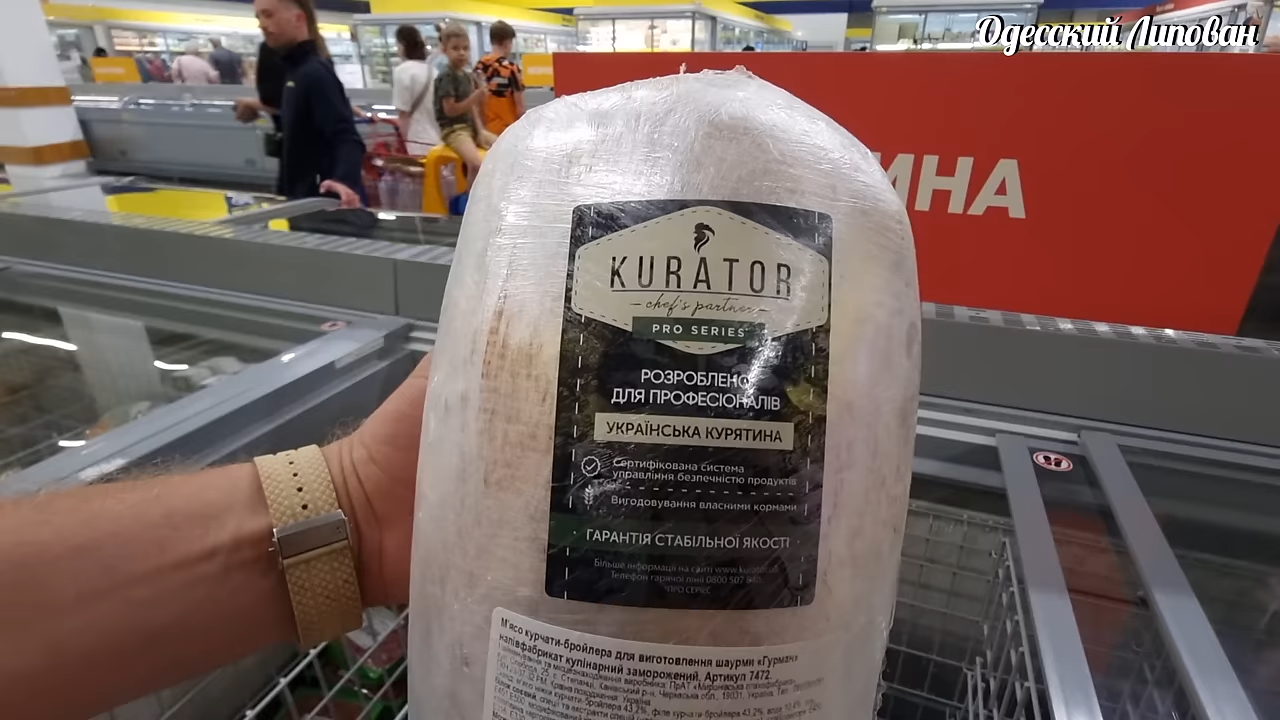 Одесский Липован
ИНА
KURATOR
chef's partner
PRO SERIES
РОЗРОБЛЕНО
ДЛЯ ПРОФЕСІОНАЛІВ
УКРАЇНСЬКА КУРЯТИНА
Сертифікована система
управління безпечністю продуктів
Вигодовування власними кормами
ГАРАНТІЯ СТАБІЛЬНОЇ ЯКОСТІ
Більше інформації на сайті
Телефон гарячої лінії 0800 507
М'ясо курчати-бройлера для виготовлення шаурми «Гурман»
напівфабрикат кулінарний заморожений. Артикул 7472.